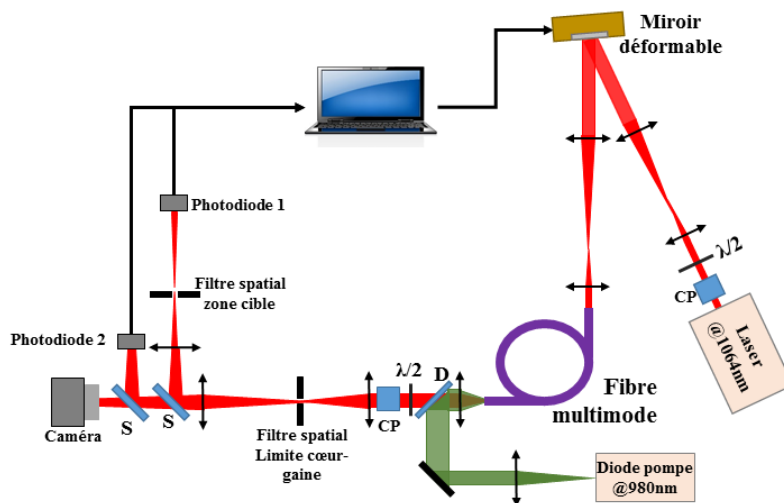 Miroir
déformable
Photodiode 1
Filtre spatial
zone cible
Photodiode 2
λ/2
CP
Laser
@1064nm
λ/2
D
CP
S
S
Caméra
Filtre spatial
Limite cœur-
gaine
Fibre
multimode
Diode pompe
@980nm